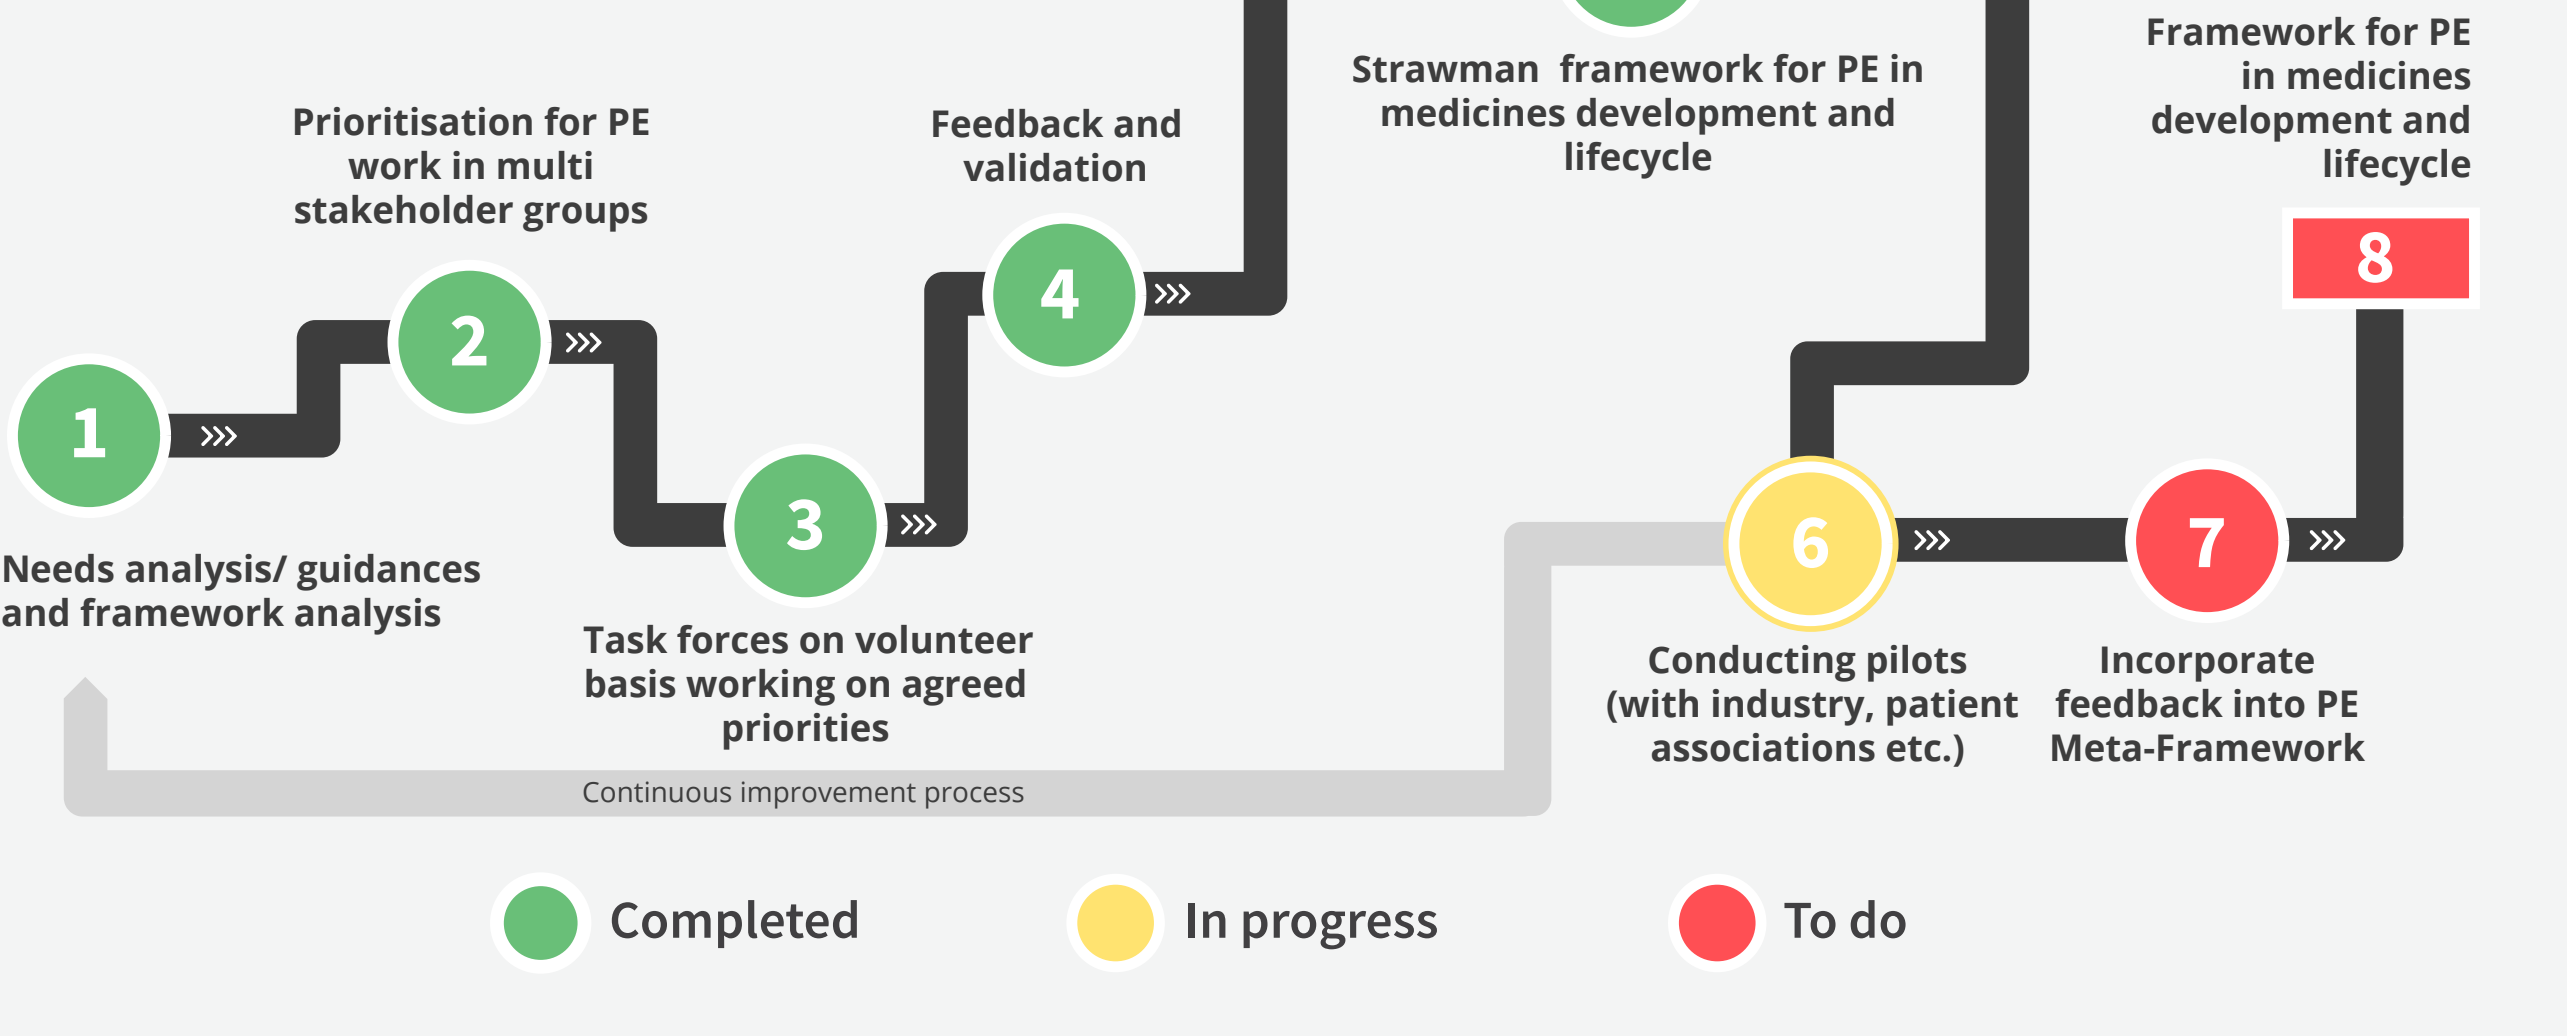 Prioritisation for PE
work in multi
stakeholder groups
Feedback and
validation
Strawman  framework for PE in
medicines development and
lifecycle
Framework for PE
in medicines
development and
lifecycle
1
2
3
4
6
7
8
Needs analysis/ guidances
and framework analysis
Task forces on volunteer
basis working on agreed
priorities
Conducting pilots
(with industry, patient
associations etc.)
Incorporate
feedback into PE
Meta-Framework
Continuous improvement process
Completed
In progress
To do